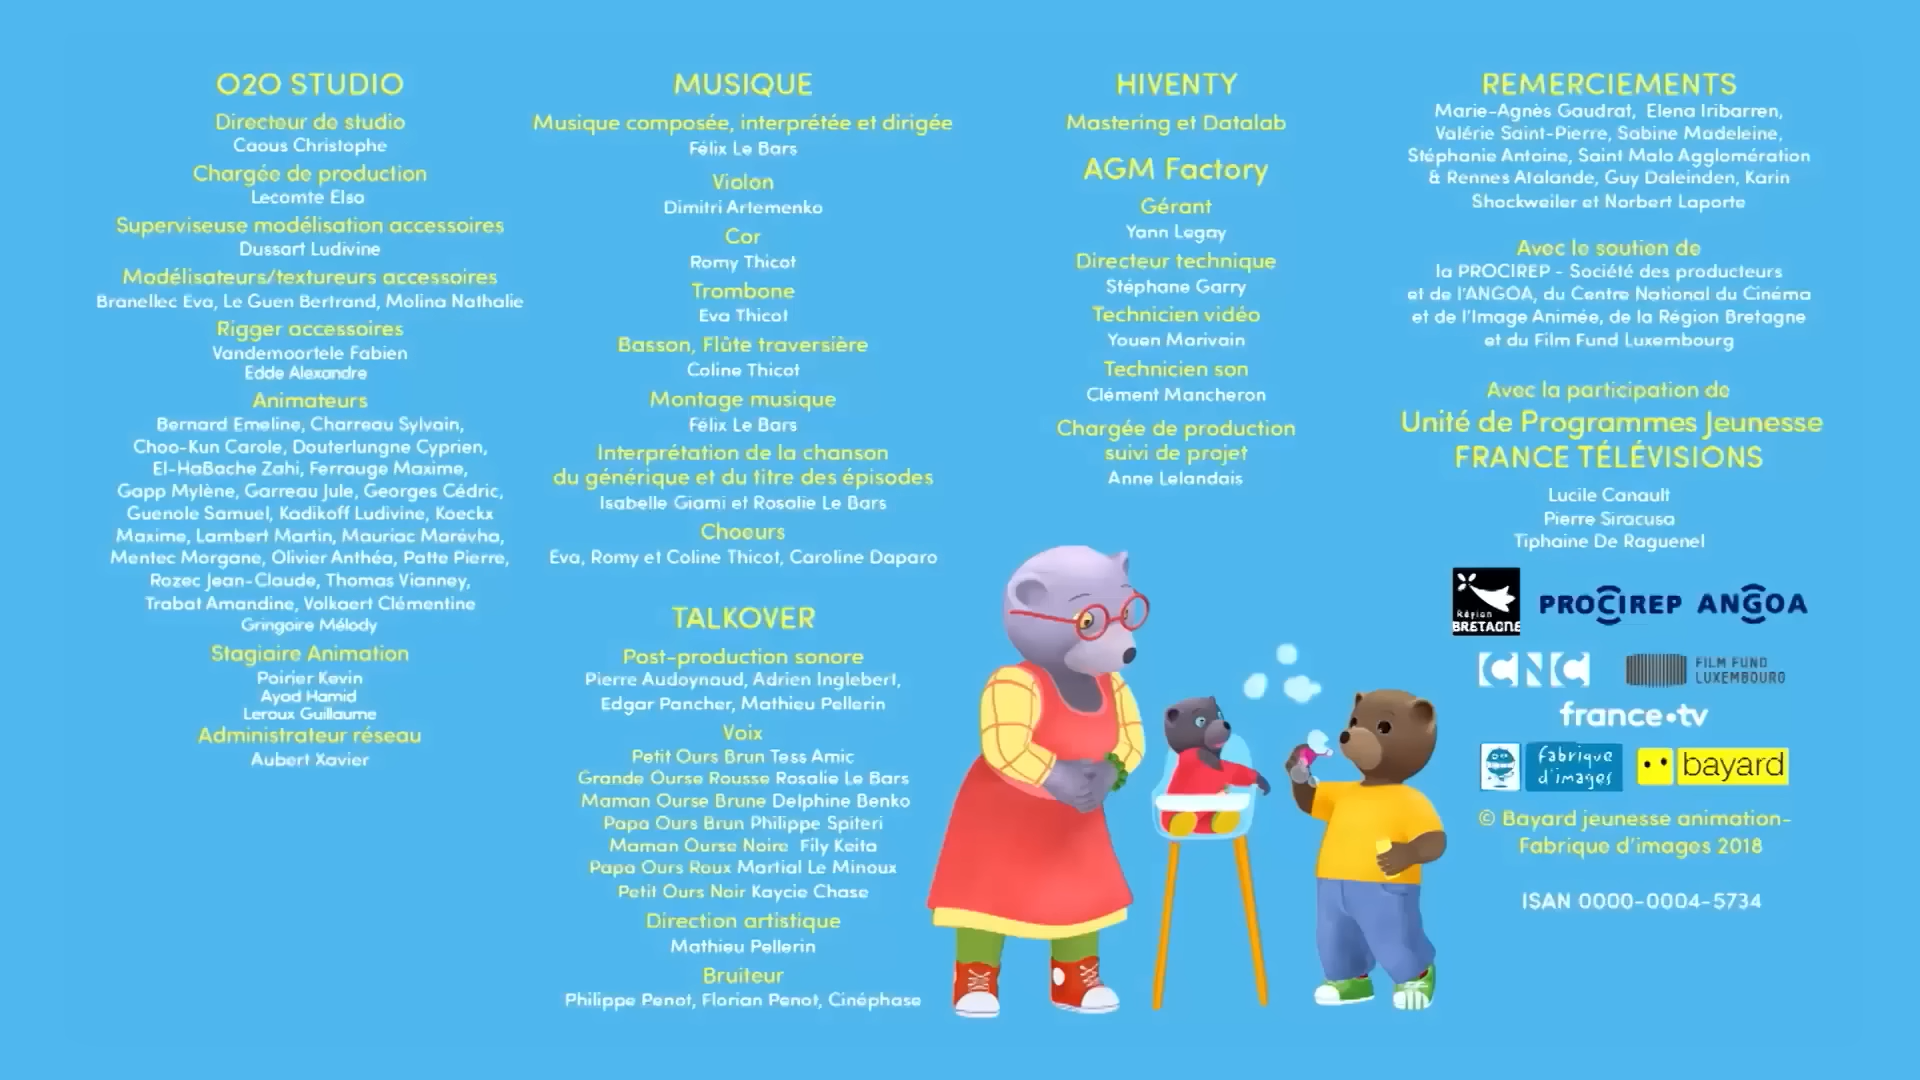 O2O STUDIO
Directeur de studio
Caous Christophe
Chargée de production
Lecomte Elsa
Superviseuse modélisation accessoires
Dussart Ludivine
Modélisateurs/textureurs accessoires
Branellec Eva, Le Guen Bertrand, Molina Nathalie
Rigger accessoires
Vandemoortele Fabien
Edde Alexandre
Animateurs
Bernard Emeline, Charreau Sylvain,
Choo-Kun Carole, Douterlungne Cyprien,
El-HaBache Zahi, Ferrauge Maxime,
Gapp Mylène, Garreau Jule, Georges Cédric,
Guenole Samuel, Kadikoff Ludivine, Koeckx
Maxime, Lambert Martin, Mauriac Marévha,
Mentec Morgane, Olivier Anthéa, Patte Pierre,
Rozec Jean-Claude, Thomas Vianney,
Trabat Amandine, Volkaert Clémentine
Gringoire Mélody
Stagiaire Animation
Poirier Kevin
Ayad Hamid
Leroux Guillaume
Administrateur réseau
Aubert Xavier
MUSIQUE
Musique composée, interprétée et dirigée
Félix Le Bars
Violon
Dimitri Artemenko
Cor
Romy Thicot
Trombone
Eva Thicot
Basson, Flûte traversière
Coline Thicot
Montage musique
Félix Le Bars
Interprétation de la chanson
du générique et du titre des épisodes
Isabelle Giami et Rosalie Le Bars
Choeurs
Eva, Romy et Coline Thicot, Caroline Daparo
TALKOVER
Post-production sonore
Pierre Audoynaud, Adrien Inglebert,
Edgar Pancher, Mathieu Pellerin
Voix
Petit Ours Brun Tess Amic
Grande Ourse Rousse Rosalie Le Bars
Maman Ourse Brune Delphine Benko
Papa Ours Brun Philippe Spiteri
Maman Ourse Noire Fily Keita
Papa Ours Roux Martial Le Minoux
Petit Ours Noir Kaycie Chase
Direction artistique
Mathieu Pellerin
Bruiteur
Philippe Penot, Florian Penot, Cinéphase
HIVENTY
Mastering et Datalab
AGM Factory
Gérant
Yann Legay
Directeur technique
Stéphane Garry
Technicien vidéo
Youen Marivain
Technicien son
Clément Mancheron
Chargée de production
suivi de projet
Anne Lelandais
REMERCIEMENTS
Marie-Agnès Gaudrat, Elena Iribarren,
Valérie Saint-Pierre, Sabine Madeleine,
Stéphanie Antoine, Saint Malo Agglomération
& Rennes Atalande, Guy Daleinden, Karin
Shockweiler et Norbert Laporte
Avec le soutien de
la PROCIREP - Société des producteurs
et de l'ANGOA, du Centre National du Cinéma
et de l'Image Animée, de la Région Bretagne
et du Film Fund Luxembourg
Avec la participation de
Unité de Programmes Jeunesse
FRANCE TÉLÉVISIONS
Lucile Canault
Pierre Siracusa
Tiphaine De Raguenel
Région
BRETAGNE
PROCIREP ANGOA
CNC
FILM FUND
LUXEMBOURG
france•tv
fabrique
d'images
bayard
© Bayard jeunesse animation-
Fabrique d'images 2018
ISAN 0000-0004-5734